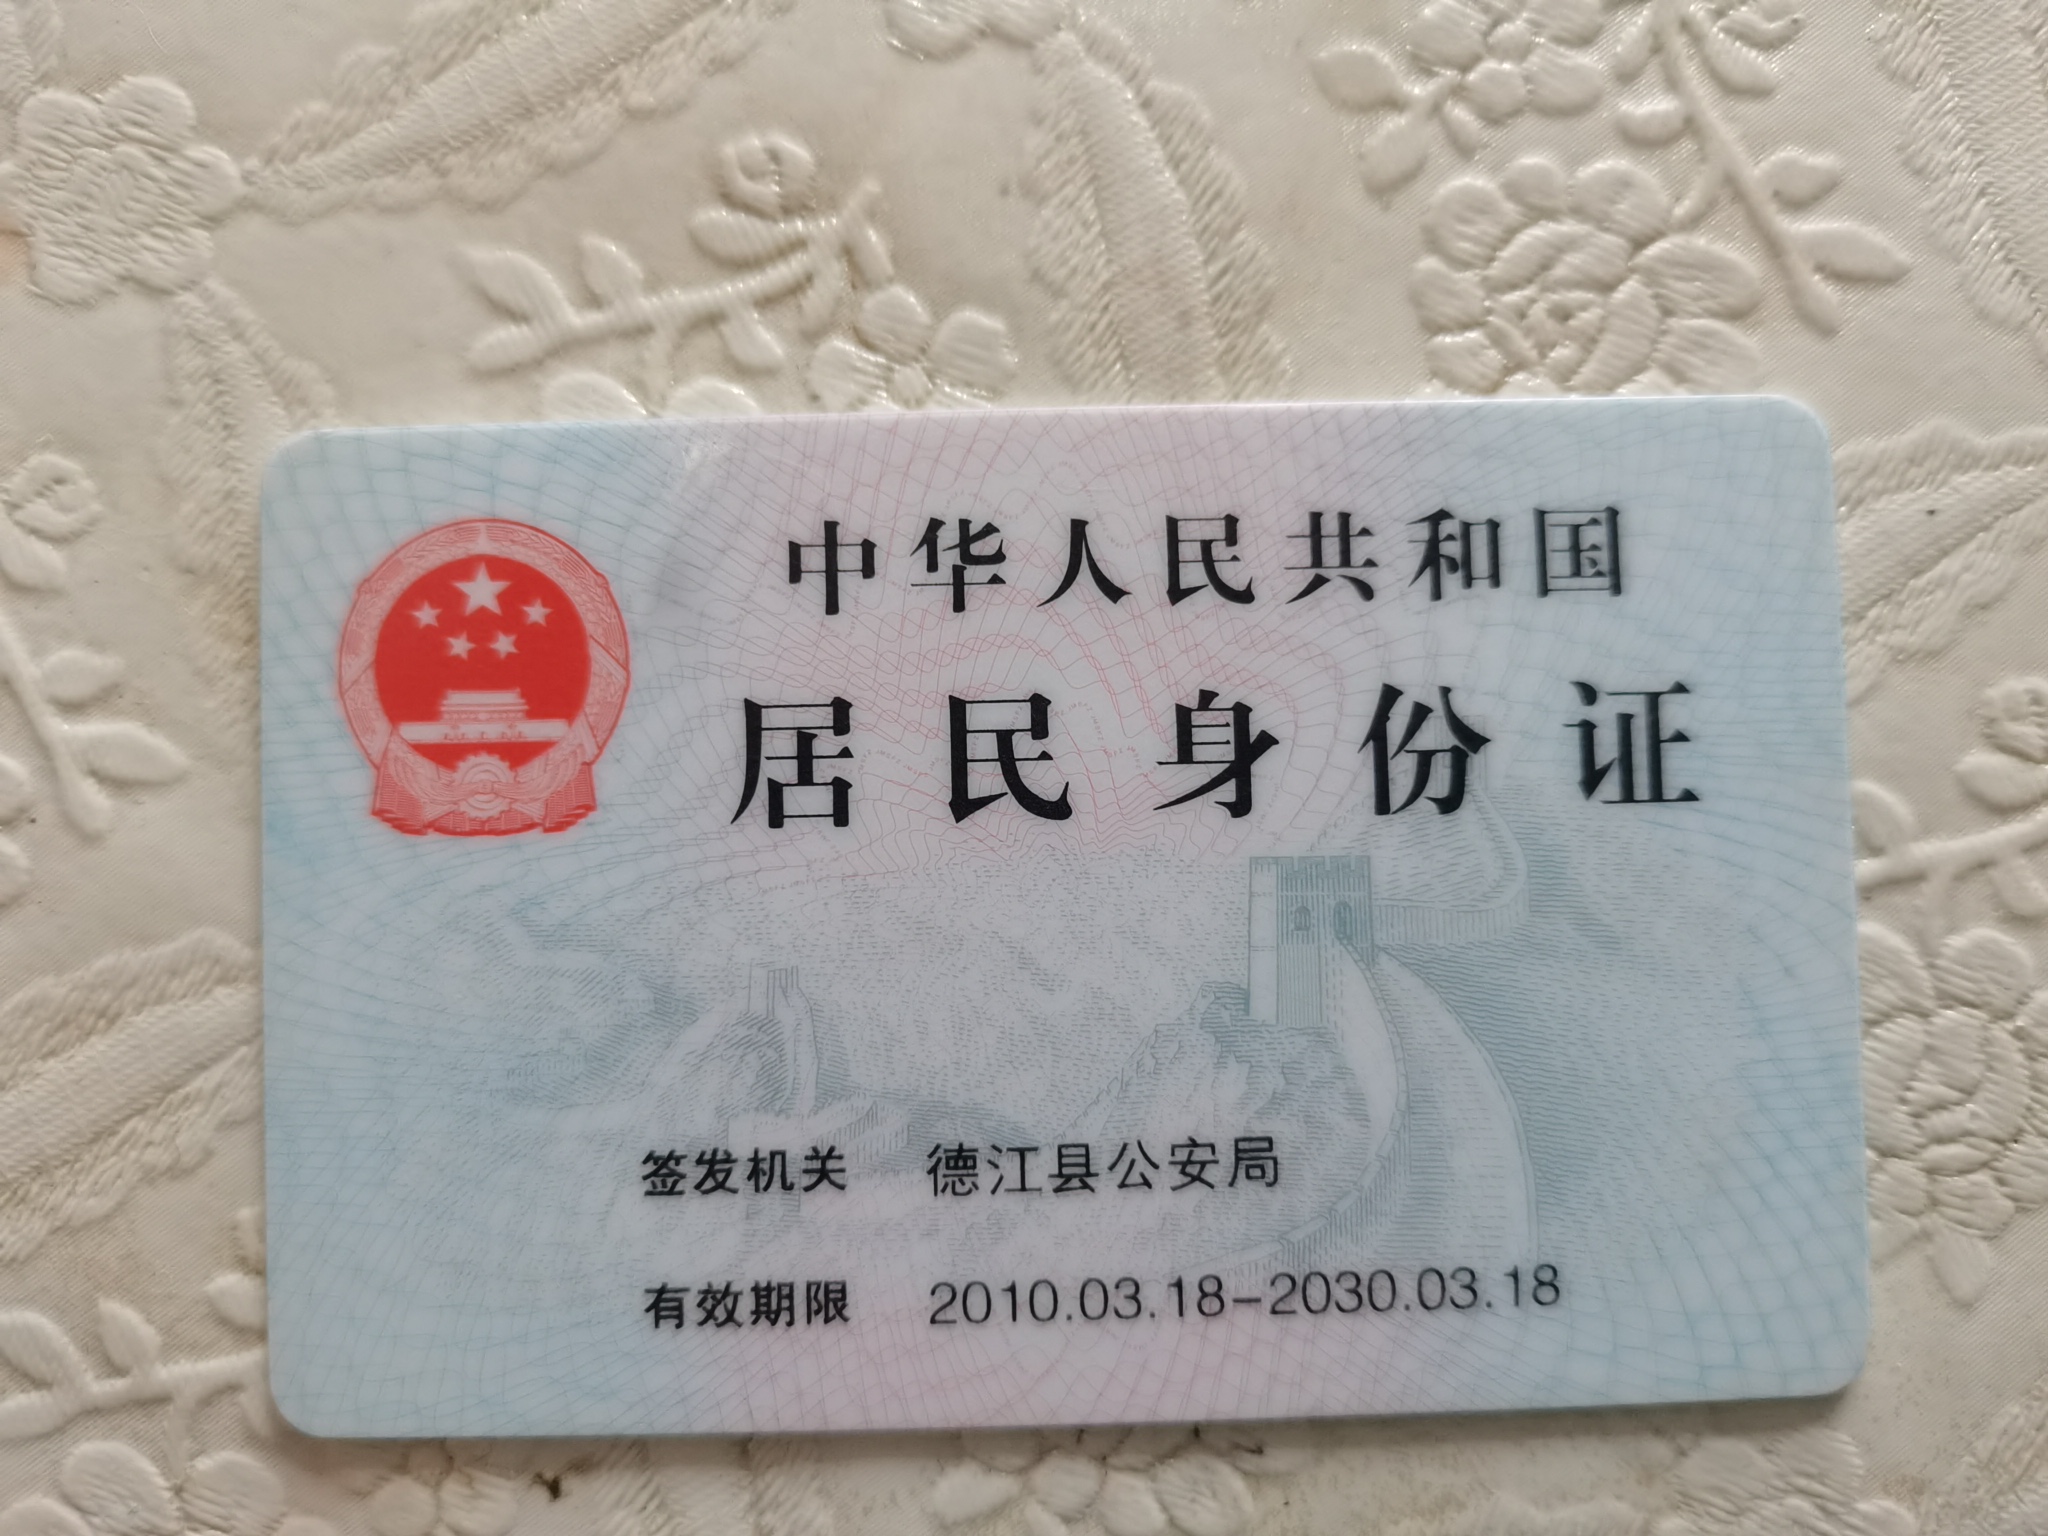 中华人民共和国
居民身份证
签发机关 德江县公安局
有效期限 2010.03.18-2030.03.18